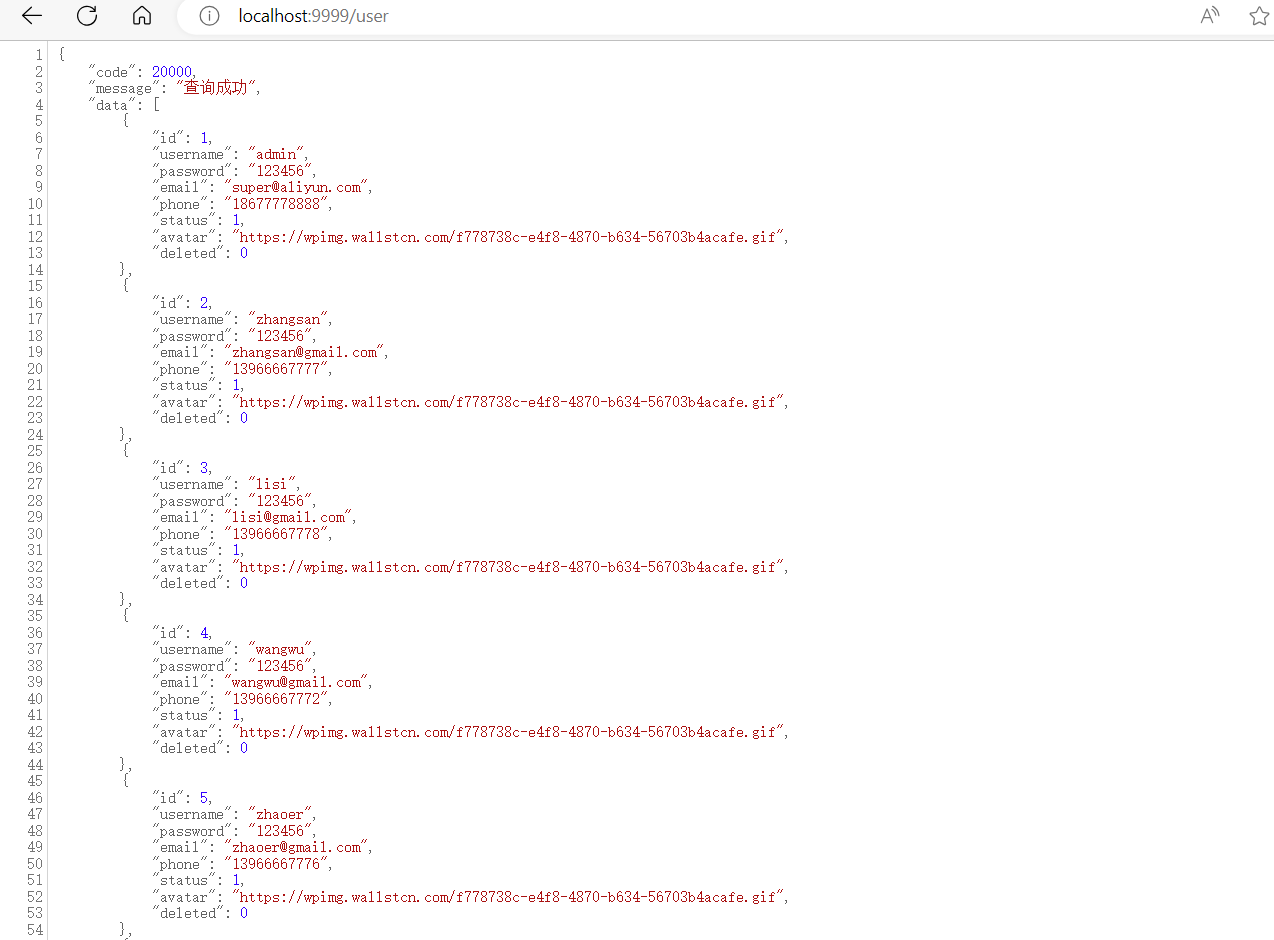 localhost:9999/user
1 {
2 "code": 20000,
3 "message": "查询成功",
4 "data": [
5 {
6 "id": 1,
7 "username": "admin",
8 "password": "123456",
9 "email": "super@aliyun.com",
10 "phone": "18677778888",
11 "status": 1,
12 "avatar": "https://wpimg.wallstcn.com/f778738c-e4f8-4870-b634-56703b4acafe.gif",
13 "deleted": 0
14 },
15 {
16 "id": 2,
17 "username": "zhangsan",
18 "password": "123456",
19 "email": "zhangsan@gmail.com",
20 "phone": "13966667777",
21 "status": 1,
22 "avatar": "https://wpimg.wallstcn.com/f778738c-e4f8-4870-b634-56703b4acafe.gif",
23 "deleted": 0
24 },
25 {
26 "id": 3,
27 "username": "lisi",
28 "password": "123456",
29 "email": "lisi@gmail.com",
30 "phone": "13966667778",
31 "status": 1,
32 "avatar": "https://wpimg.wallstcn.com/f778738c-e4f8-4870-b634-56703b4acafe.gif",
33 "deleted": 0
34 },
35 {
36 "id": 4,
37 "username": "wangwu",
38 "password": "123456",
39 "email": "wangwu@gmail.com",
40 "phone": "13966667772",
41 "status": 1,
42 "avatar": "https://wpimg.wallstcn.com/f778738c-e4f8-4870-b634-56703b4acafe.gif",
43 "deleted": 0
44 },
45 {
46 "id": 5,
47 "username": "zhaoer",
48 "password": "123456",
49 "email": "zhaoer@gmail.com",
50 "phone": "13966667776",
51 "status": 1,
52 "avatar": "https://wpimg.wallstcn.com/f778738c-e4f8-4870-b634-56703b4acafe.gif",
53 "deleted": 0
54 },